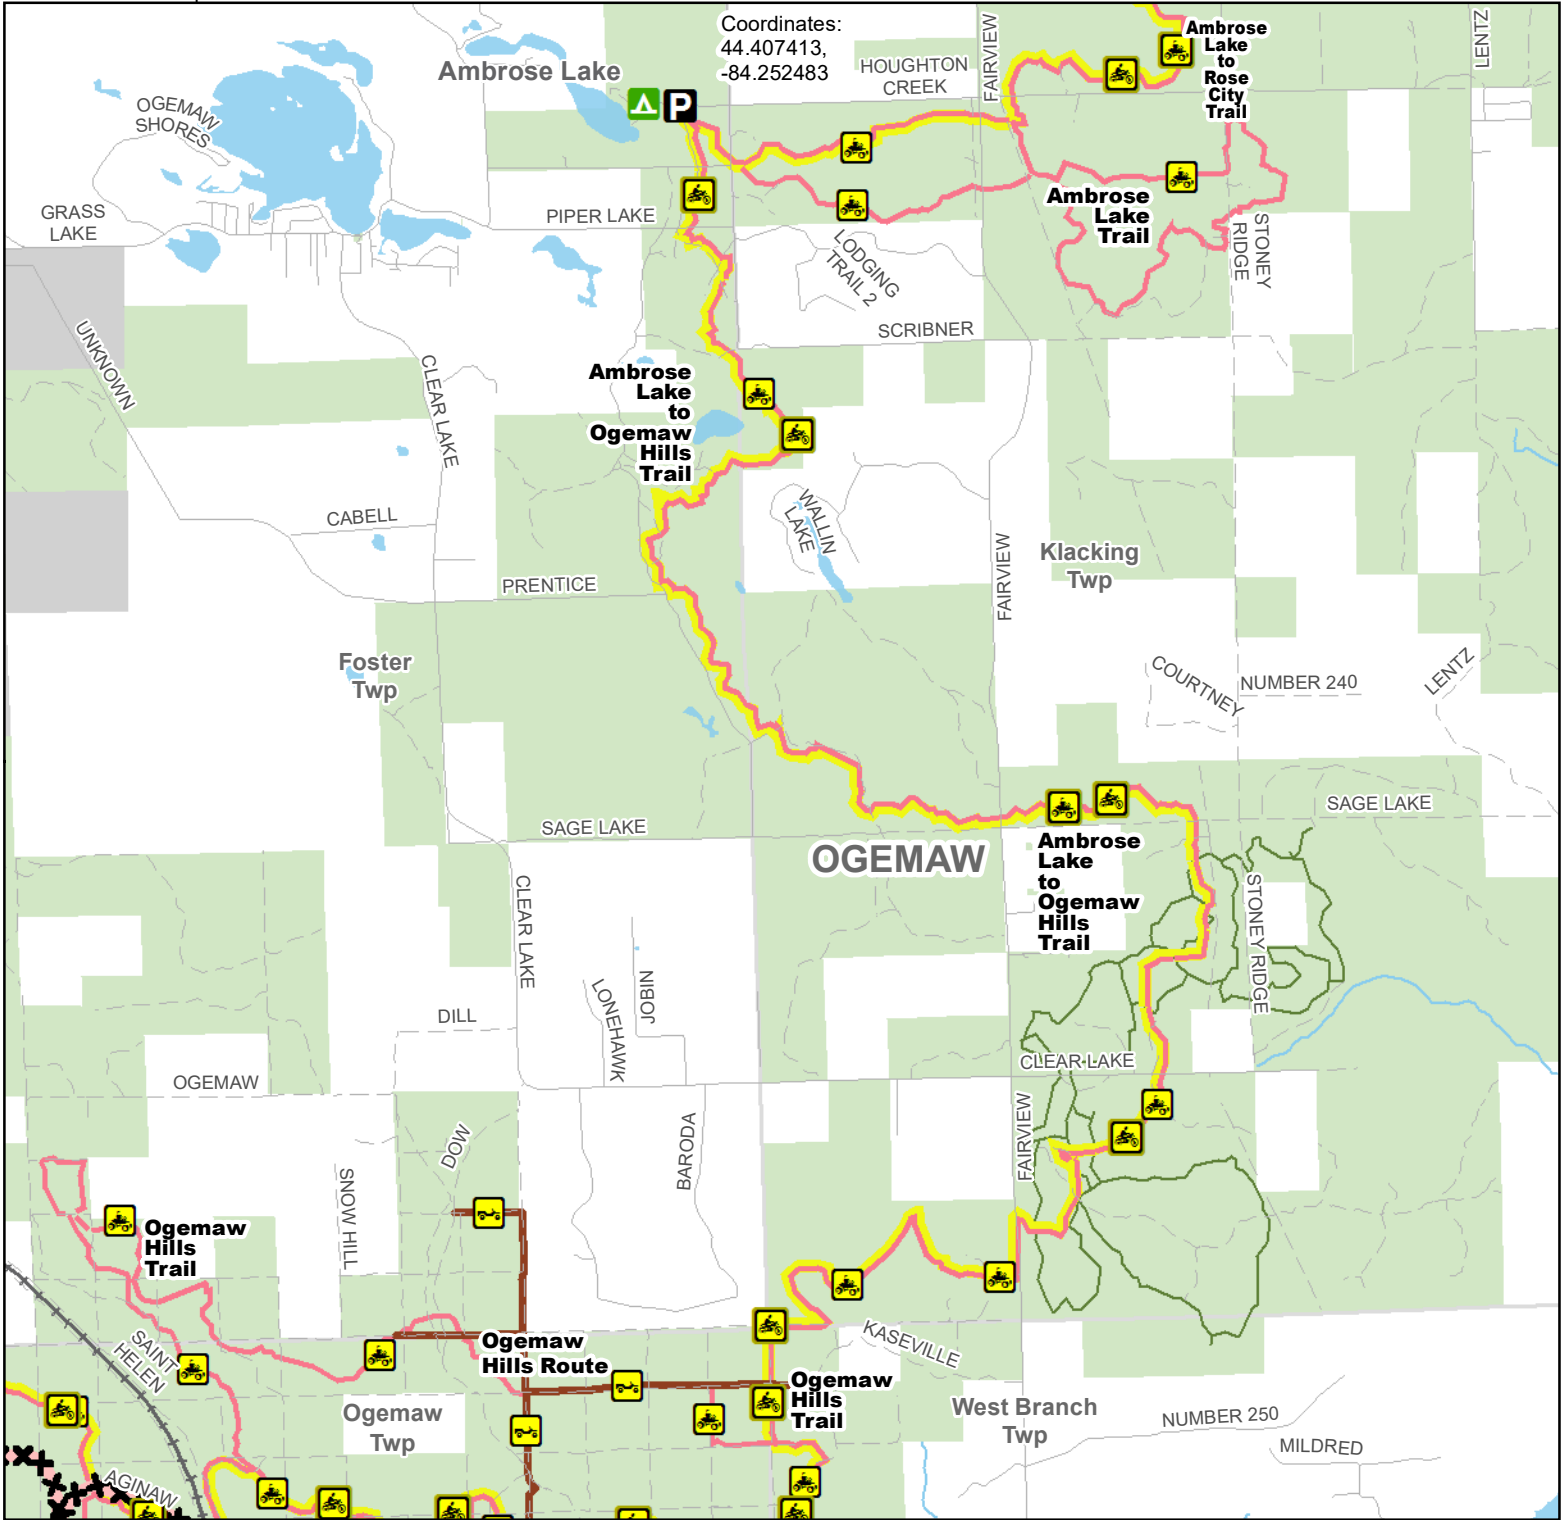 Coordinates:
44.407413,
-84.252483
Ambrose Lake
P
HOUGHTON
CREEK
FAIRVIEW
Ambrose
Lake
to
Rose
City
Trail
LENTZ
OGEMAW
SHORES
GRASS
LAKE
PIPER LAKE
Ambrose
Lake
Trail
STONEY
RIDGE
LODGING
TRAIL 2
SCRIBNER
UNKNOWN
CLEAR LAKE
Ambrose
Lake
to
Ogemaw
Hills
Trail
WALLIN
LAKE
CABELL
FAIRVIEW
Klacking
Twp
PRENTICE
Foster
Twp
COURTNEY
NUMBER 240
LENTZ
SAGE LAKE
SAGE LAKE
OGEMAW
Ambrose
Lake
to
Ogemaw
Hills
Trail
CLEAR LAKE
STONEY RIDGE
JOBIN
LONEHAWK
DILL
CLEAR LAKE
OGEMAW
FAIRVIEW
DOW
BARODA
SNOW HILL
Ogemaw
Hills
Trail
SAINT
HELEN
Ogemaw
Hills Route
KASEVILLE
Ogemaw
Hills
Trail
Ogemaw
Twp
West Branch
Twp
NUMBER 250
MILDRED
AGINAW